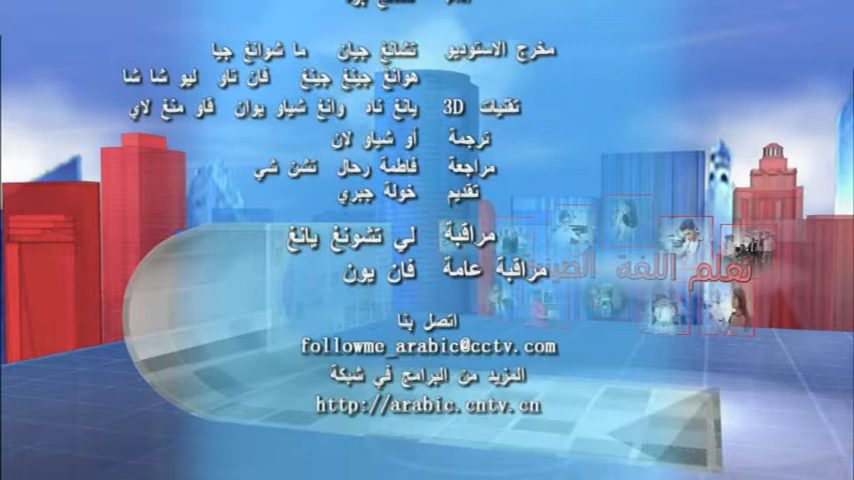 مخرج الاستوديو تشانغ جيان ما شوانغ جيا
هوانغ جينغ جينغ فان تاو ليو شا شا
تقنيات 3D يانغ ناد وانغ شياو يوان قاو منغ لاي
ترجمة أو شياو لان
مراجعة فاطمة رحال تشن شي
تقديم خولة جبري
مراقبة لي تشونغ يانغ
مراقبة عامة فان يون
تعلم اللغة الصينية
اتصل بنا
followme_arabic@cctv.com
المزيد من البرامج في شبكة
http://arabic.cntv.cn